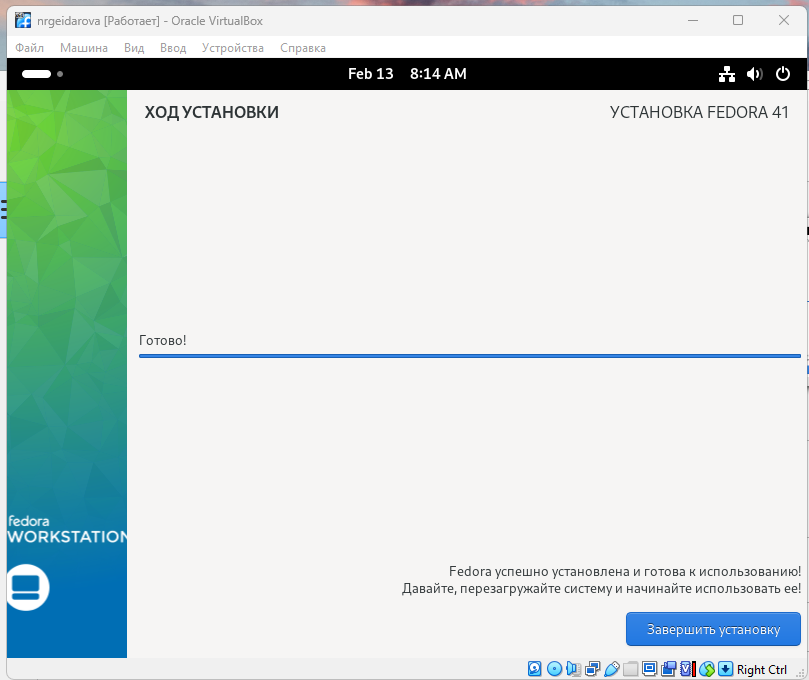 nrgeidarova [Работает] - Oracle VirtualBox
Файл Машина Вид Ввод Устройства Справка
Feb 13 8:14 AM
ХОД УСТАНОВКИ
УСТАНОВКА FEDORA 41
Готово!
fedora
WORKSTATION
Fedora успешно установлена и готова к использованию!
Давайте, перезагружайте систему и начинайте использовать ее!
Завершить установку
Right Ctrl